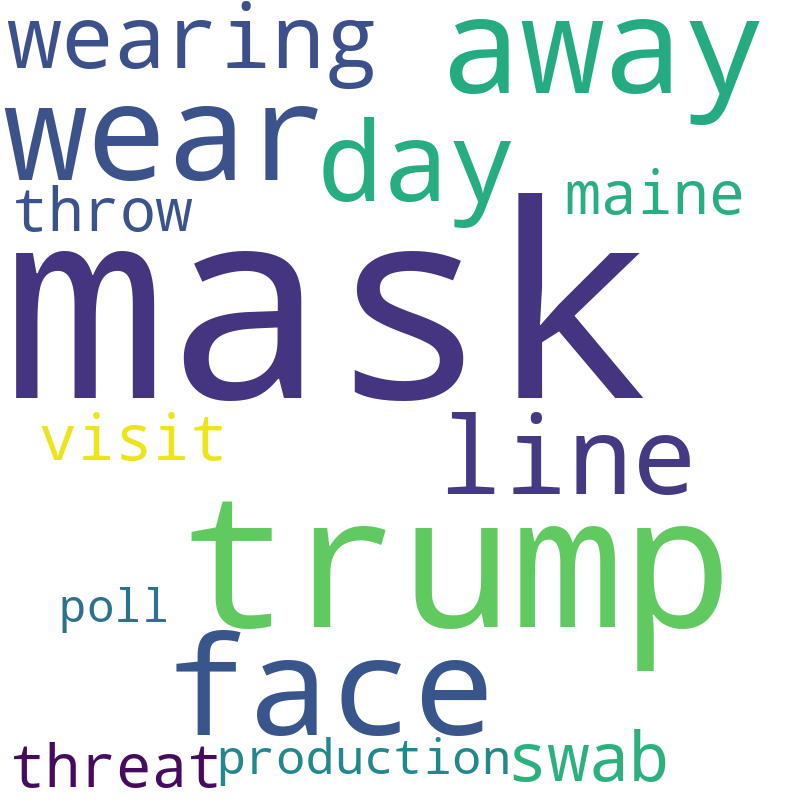 wearing away
wear day
throw maine
mask
visit line
trump
poll
face
threat production swab